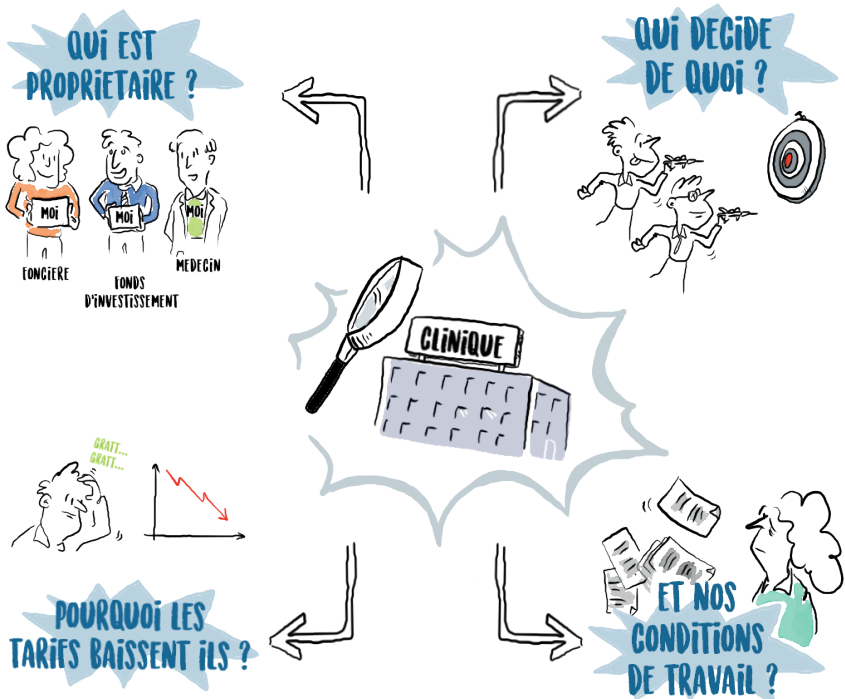 QUI EST
PROPRIETAIRE ?
MOI
MOI
MOI
FONCIERE
FONDS
D'INVESTISSEMENT
MEDECIN
QUI DECIDE
DE QUOI ?
CLINIQUE
GRATT...
GRATT...
POURQUOI LES
TARIFS BAISSENT ILS ?
ET NOS
CONDITIONS
DE TRAVAIL ?